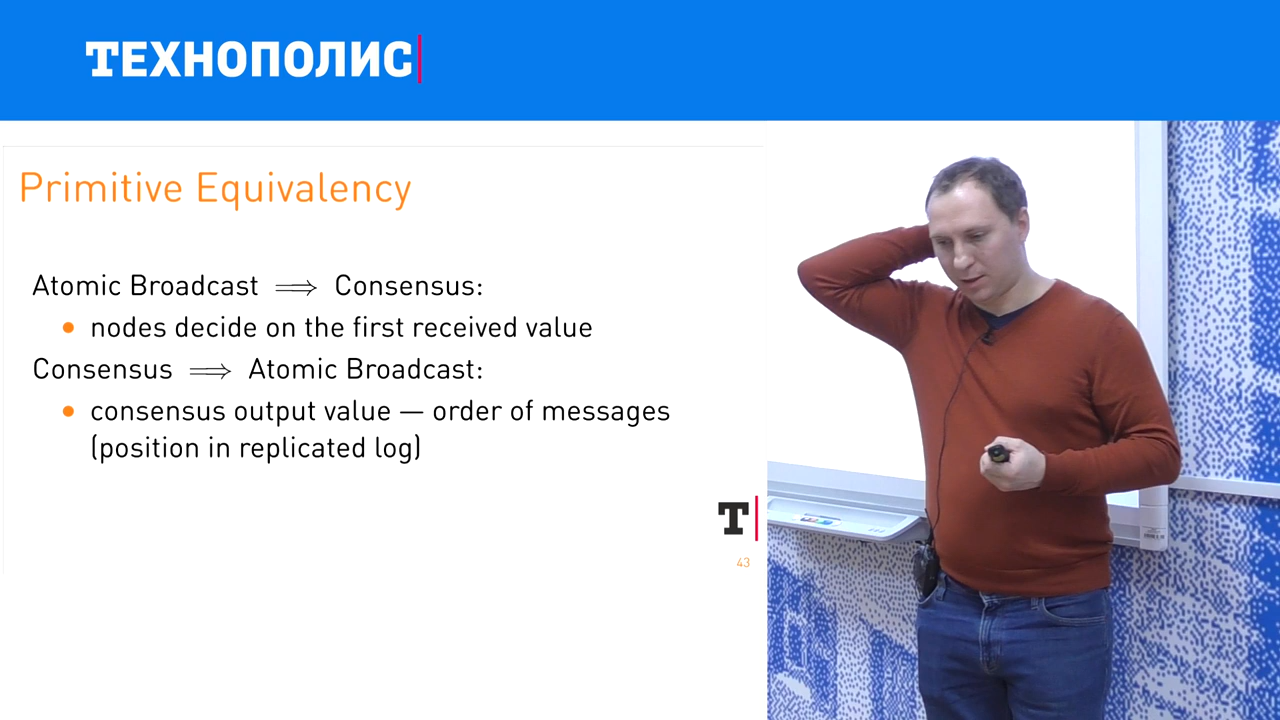 ТЕХНОПОЛИС
Primitive Equivalency
Atomic Broadcast ⟹ Consensus:
• nodes decide on the first received value
Consensus ⟹ Atomic Broadcast:
• consensus output value — order of messages
(position in replicated log)
Т
43